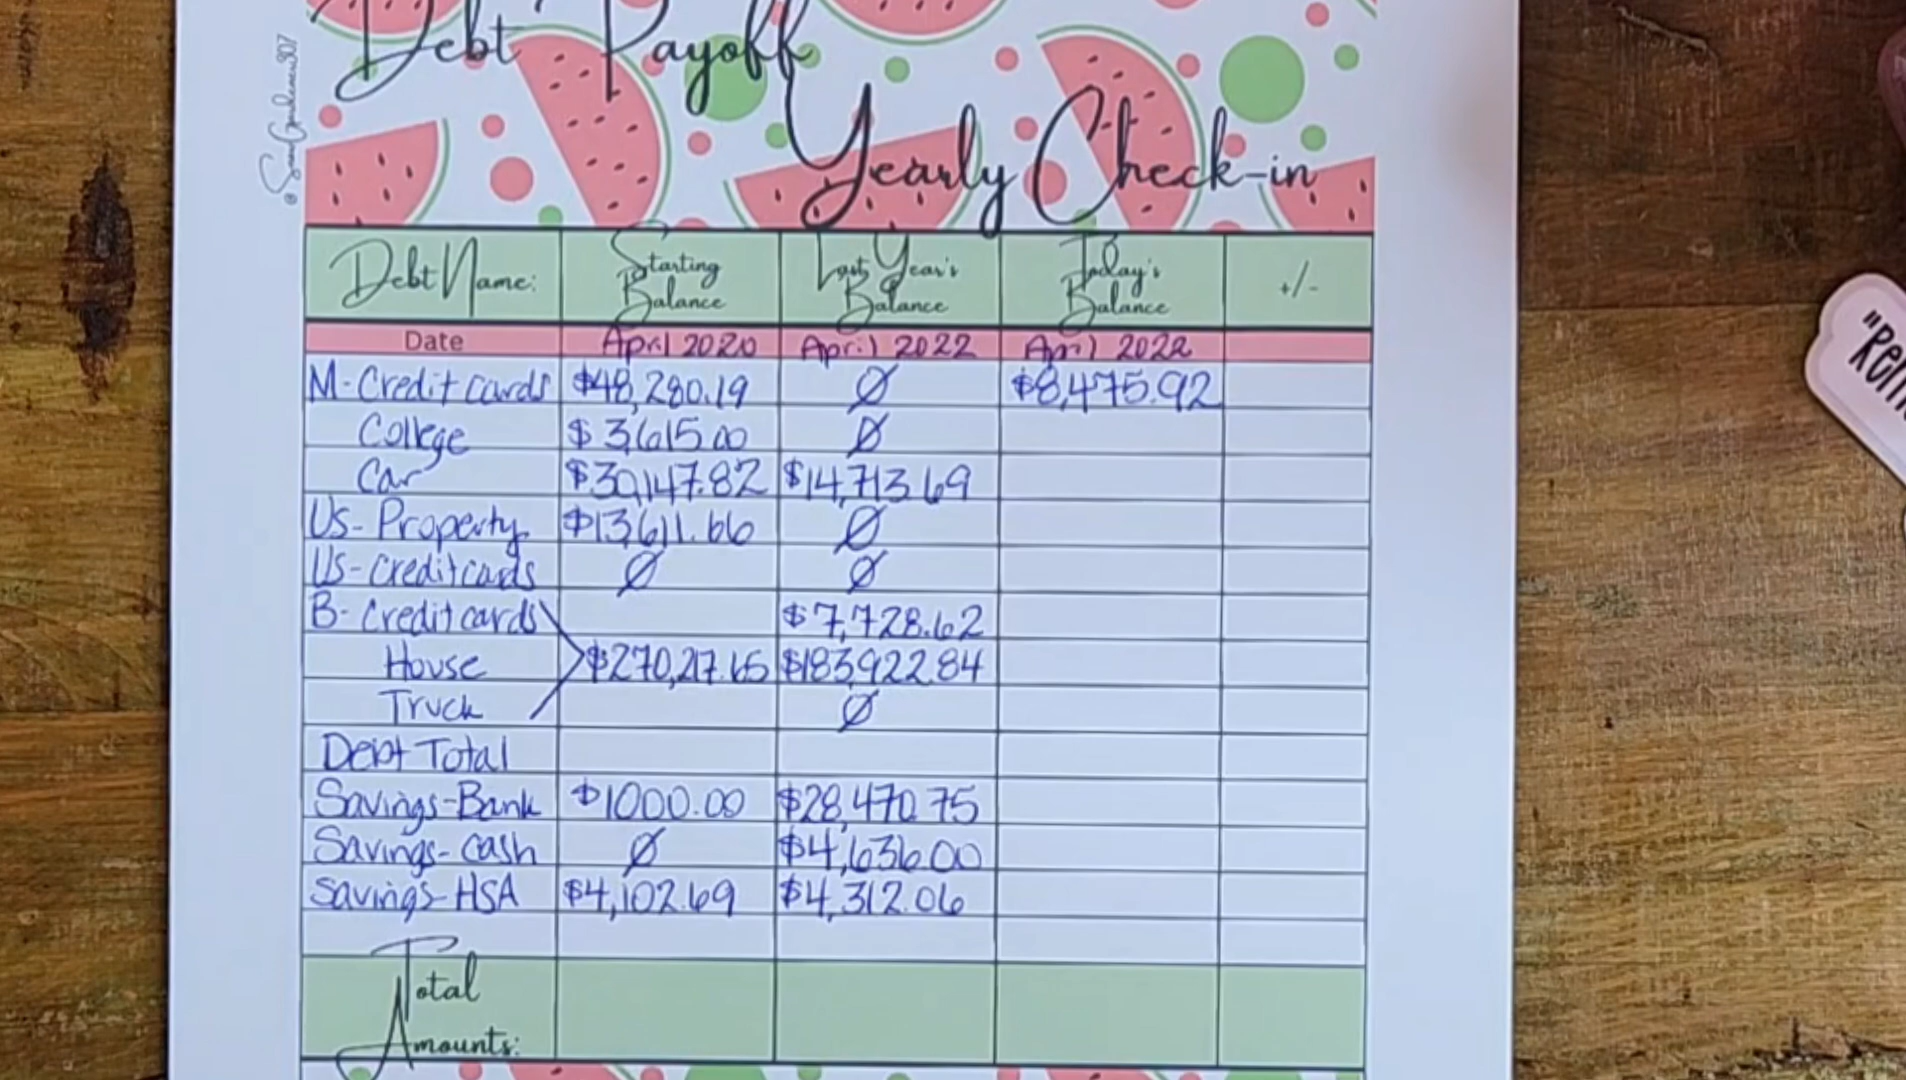 Debt Payoff
Yearly Check-in
Debt Name: Starting Balance Last Year's Balance Today's Balance +/-
Date April 2020 April 2022 April 2022
M-Credit cards $48,280.19 Ø $8,475.92
College $3,615.00 Ø
Car $30,147.82 $14,713.69
Us-Property $13,611.66 Ø
Us-credit cards Ø Ø
B-Credit cards $7,728.62
House $270,217.65 $183,922.84
Truck Ø
Debt Total
Savings-Bank $1000.00 $28,470.75
Savings-cash Ø $4,636.00
Savings-HSA $4,102.69 $4,312.06
Total
Amounts: